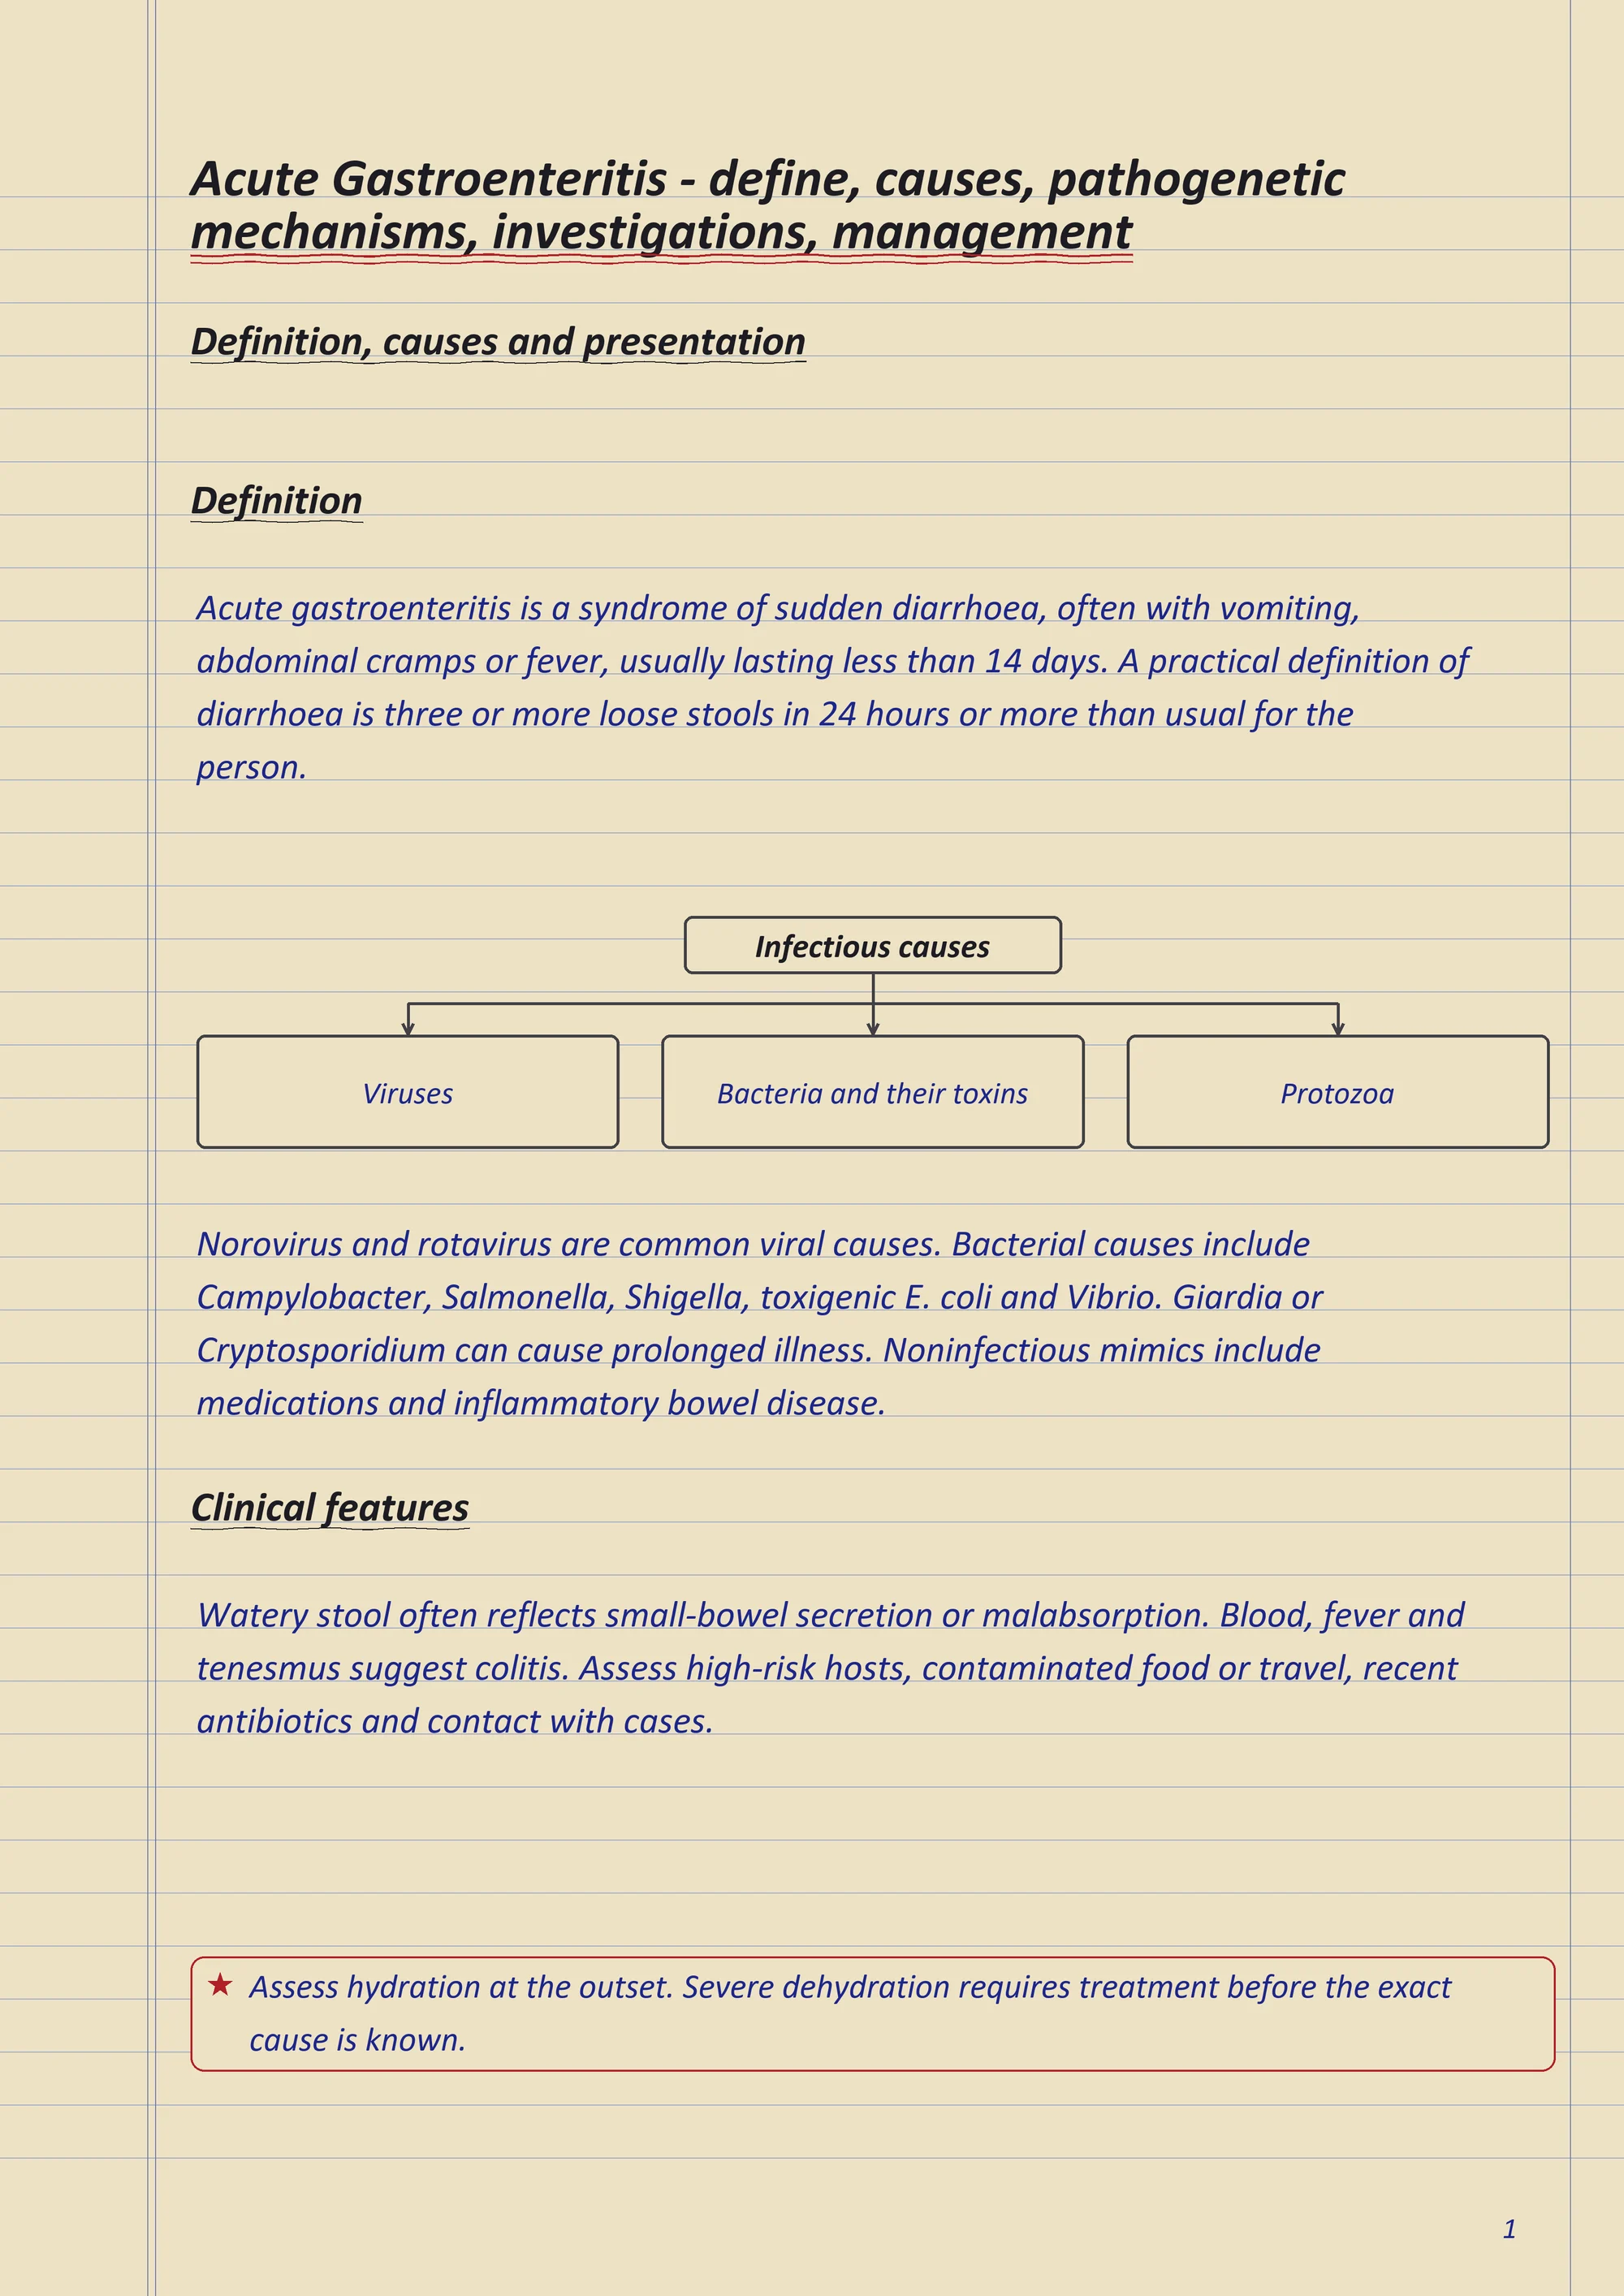 Acute Gastroenteritis - define, causes, pathogenetic
mechanisms, investigations, management
Definition, causes and presentation
Definition
Acute gastroenteritis is a syndrome of sudden diarrhoea, often with vomiting,
abdominal cramps or fever, usually lasting less than 14 days. A practical definition of
diarrhoea is three or more loose stools in 24 hours or more than usual for the
person.
Infectious causes
Viruses
Bacteria and their toxins
Protozoa
Norovirus and rotavirus are common viral causes. Bacterial causes include
Campylobacter, Salmonella, Shigella, toxigenic E. coli and Vibrio. Giardia or
Cryptosporidium can cause prolonged illness. Noninfectious mimics include
medications and inflammatory bowel disease.
Clinical features
Watery stool often reflects small-bowel secretion or malabsorption. Blood, fever and
tenesmus suggest colitis. Assess high-risk hosts, contaminated food or travel, recent
antibiotics and contact with cases.
★ Assess hydration at the outset. Severe dehydration requires treatment before the exact
cause is known.
1